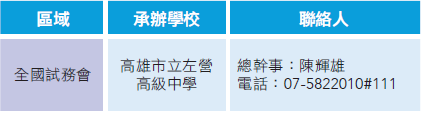 區域 承辦學校 聯絡人
全國試務會 高雄市立左營
高級中學 總幹事：陳輝雄
電話：07-5822010#111